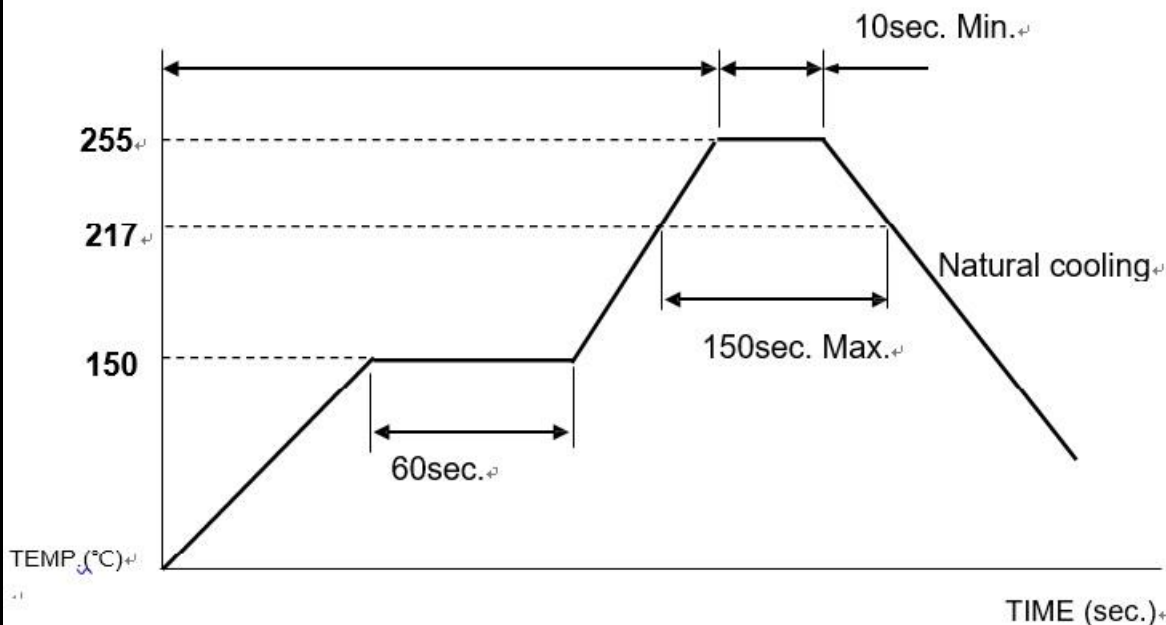 10sec. Min.
255
217
Natural cooling
150sec. Max.
150
60sec.
TEMP.(℃)
TIME (sec.)